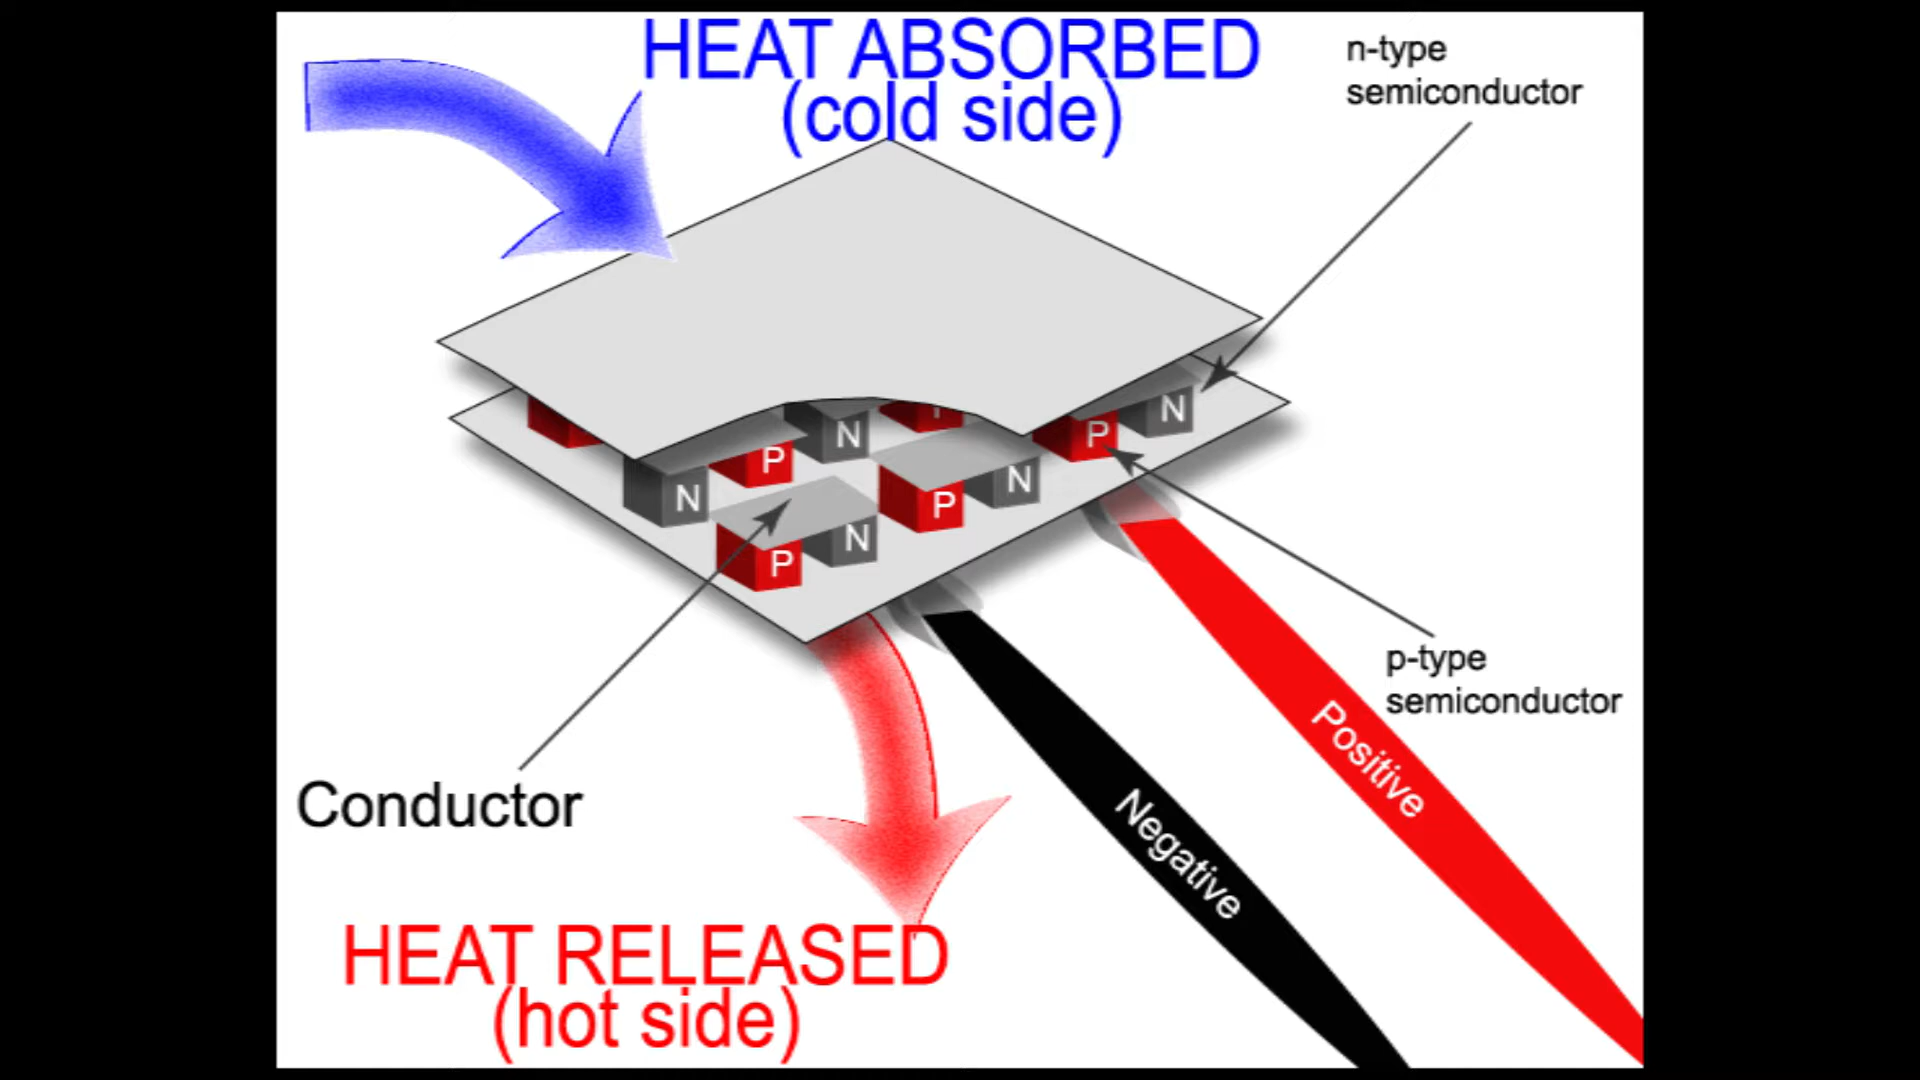 HEAT ABSORBED
(cold side)
n-type
semiconductor
N
P
N
P
N
P
N
P
N
P
p-type
semiconductor
Positive
Negative
Conductor
HEAT RELEASED
(hot side)